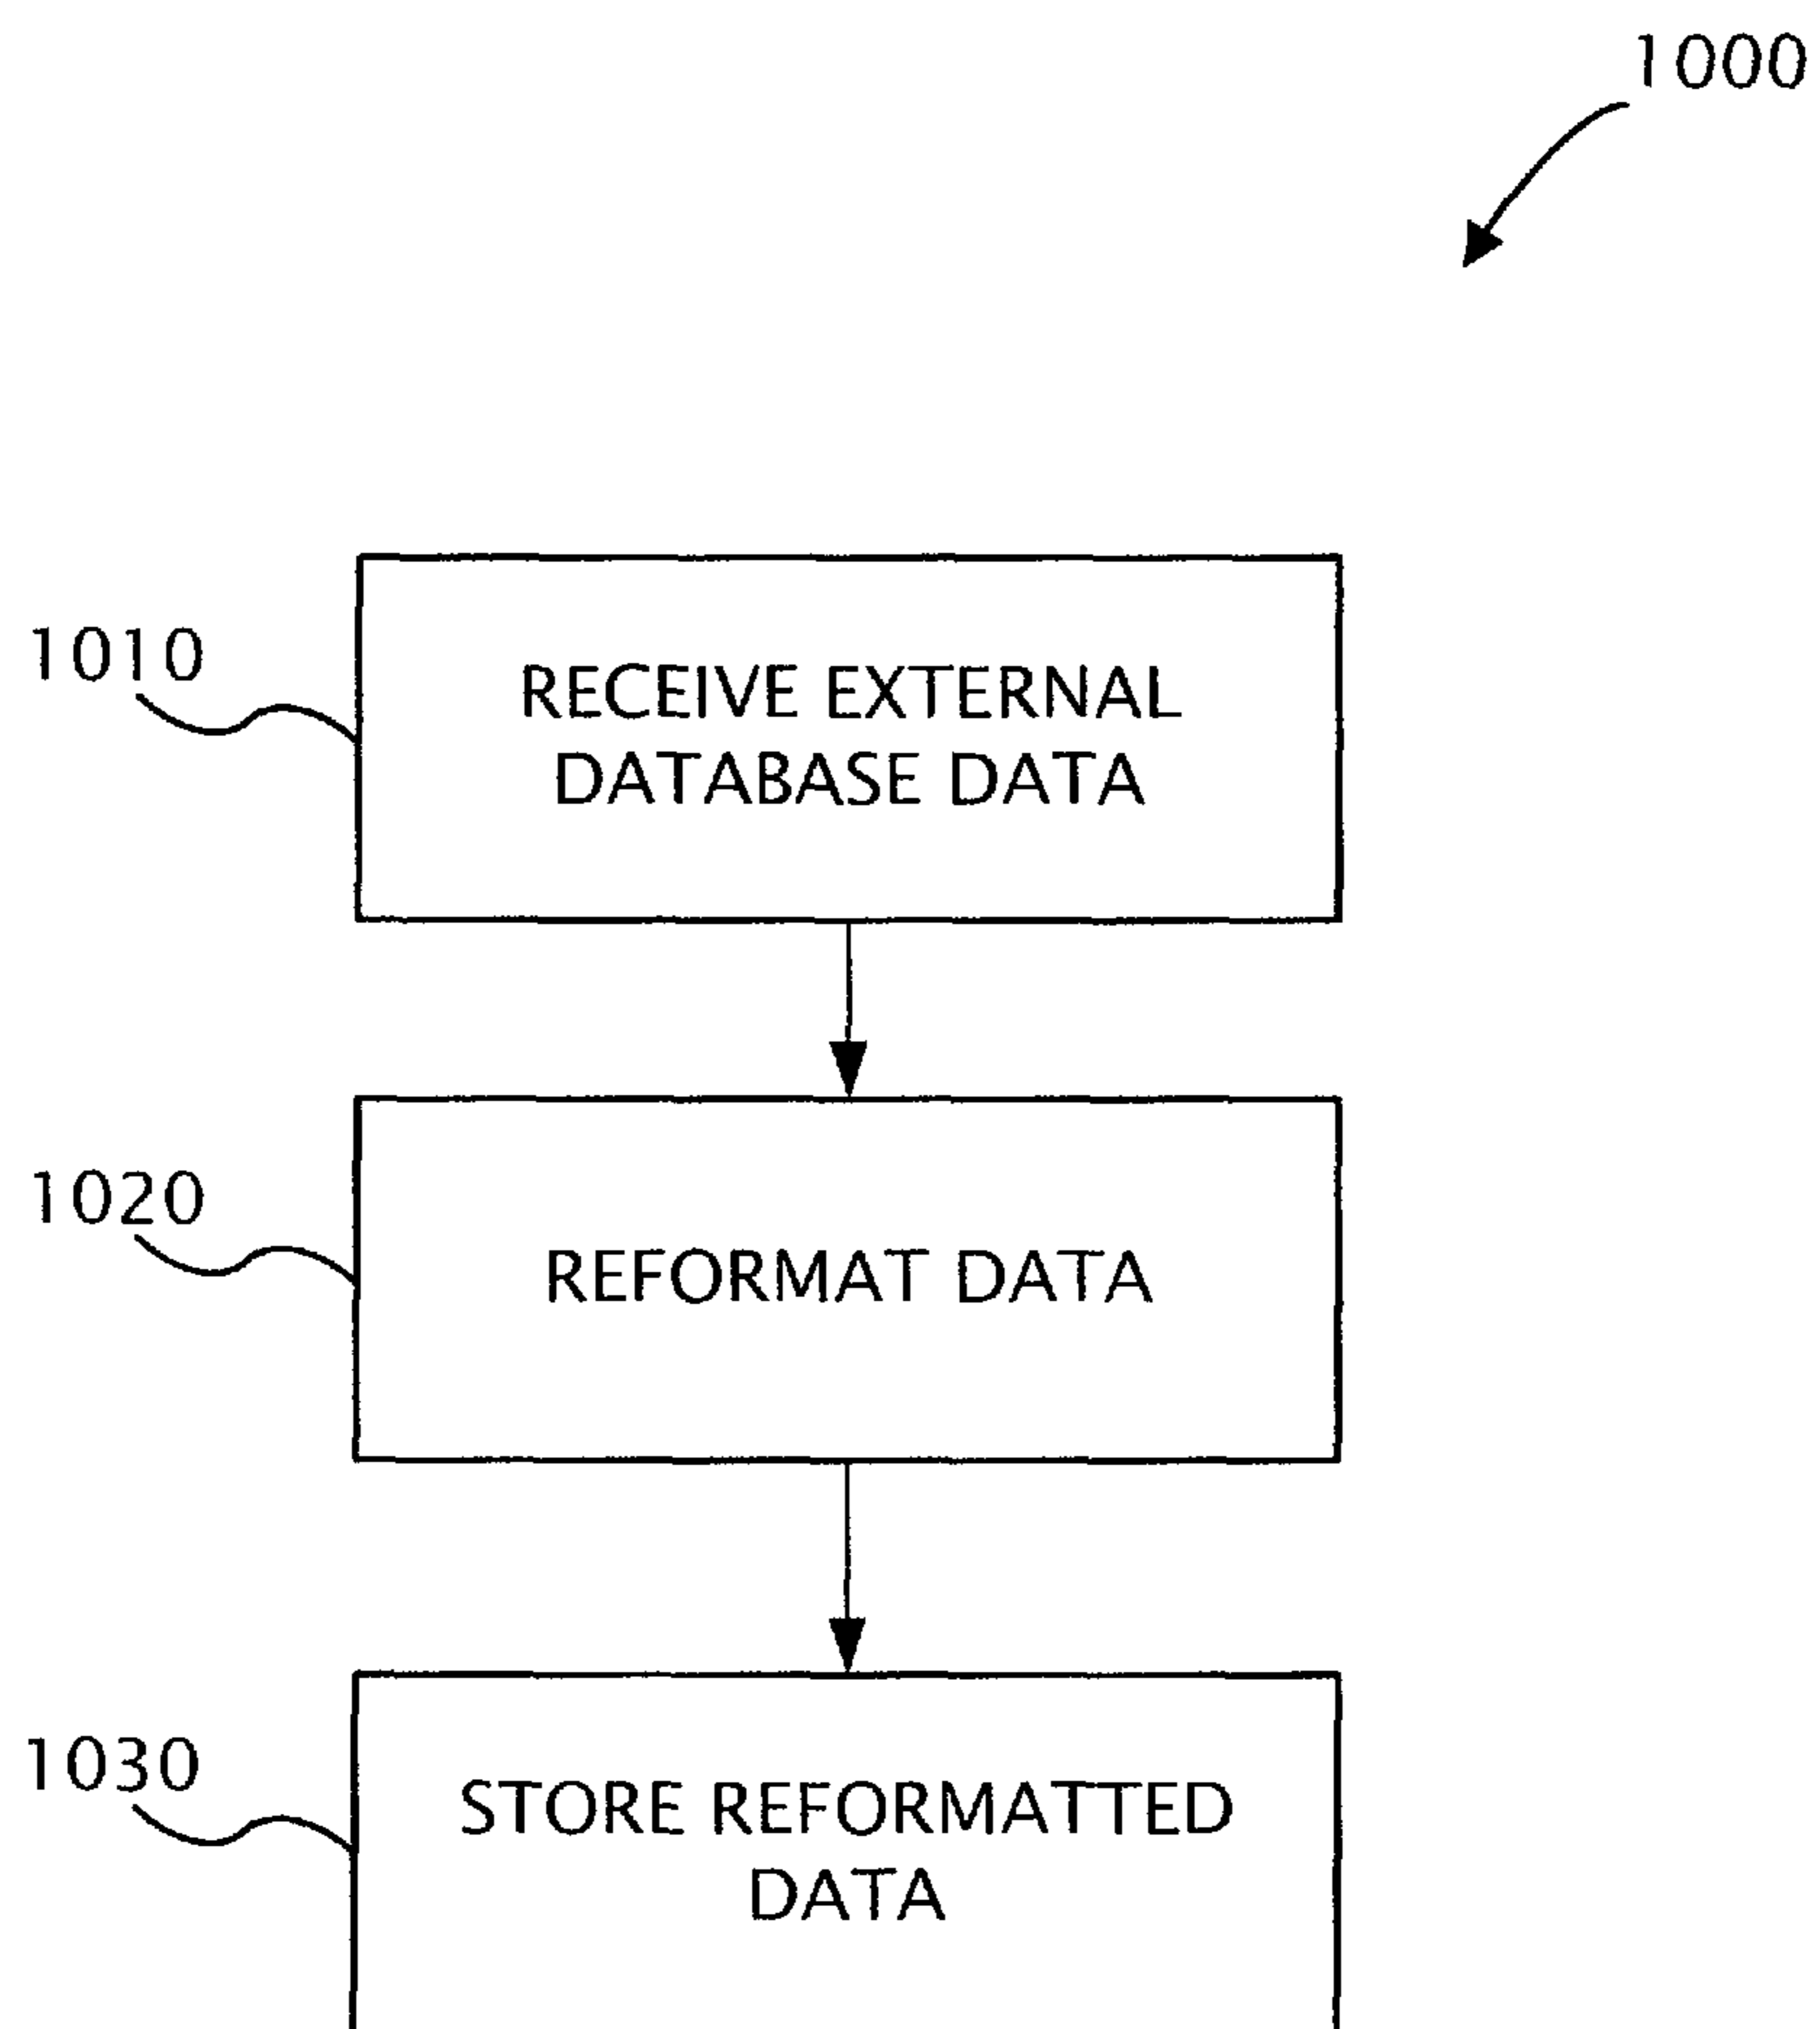 1000
1010
RECEIVE EXTERNAL
DATABASE DATA
1020
REFORMAT DATA
1030
STORE REFORMATTED
DATA